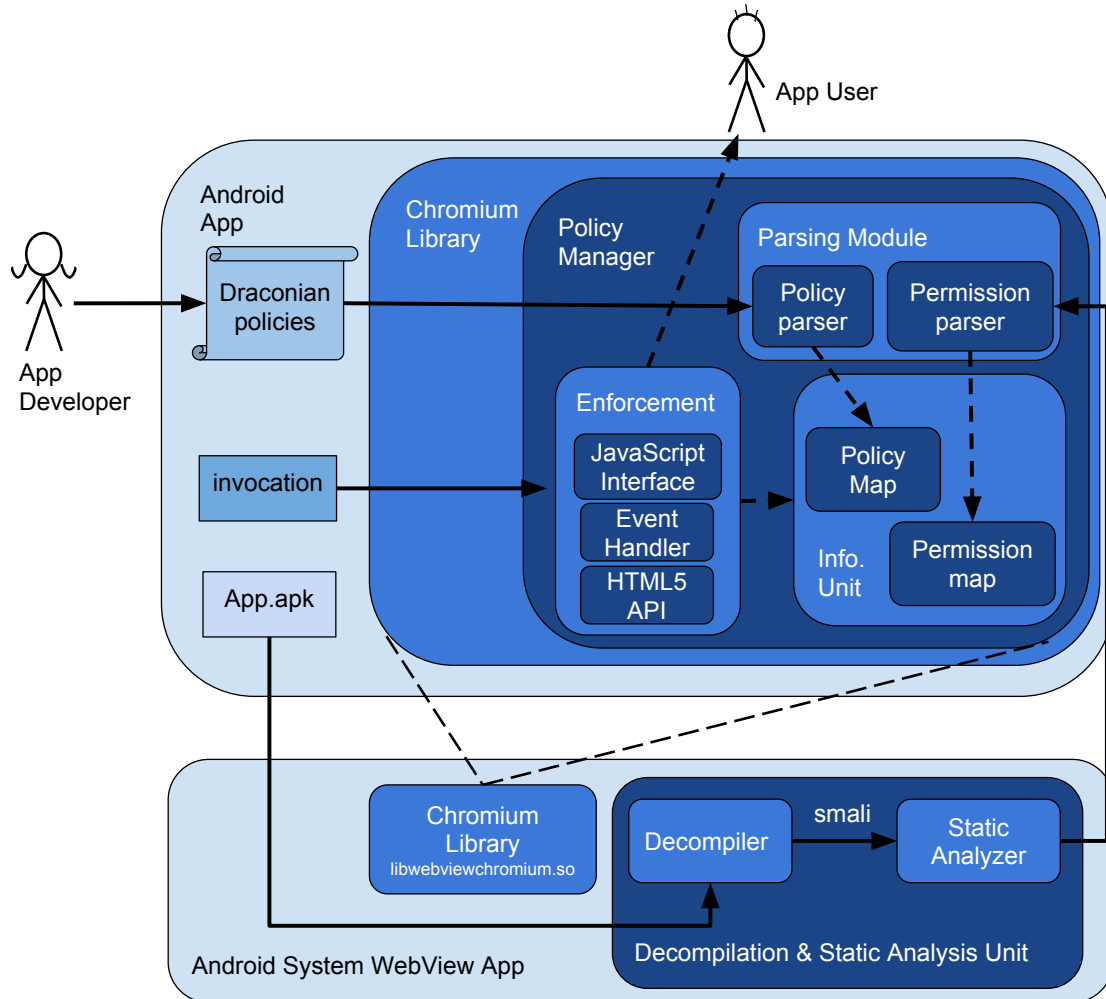 App User
Android
App
Chromium
Library
Policy
Manager
Parsing Module
Policy
parser
Permission
parser
Draconian
policies
App
Developer
Enforcement
JavaScript
Interface
Event
Handler
HTML5
API
Policy
Map
Permission
map
Info.
Unit
invocation
App.apk
Chromium
Library
libwebviewchromium.so
Decompiler
smali
Static
Analyzer
Android System WebView App
Decompilation & Static Analysis Unit